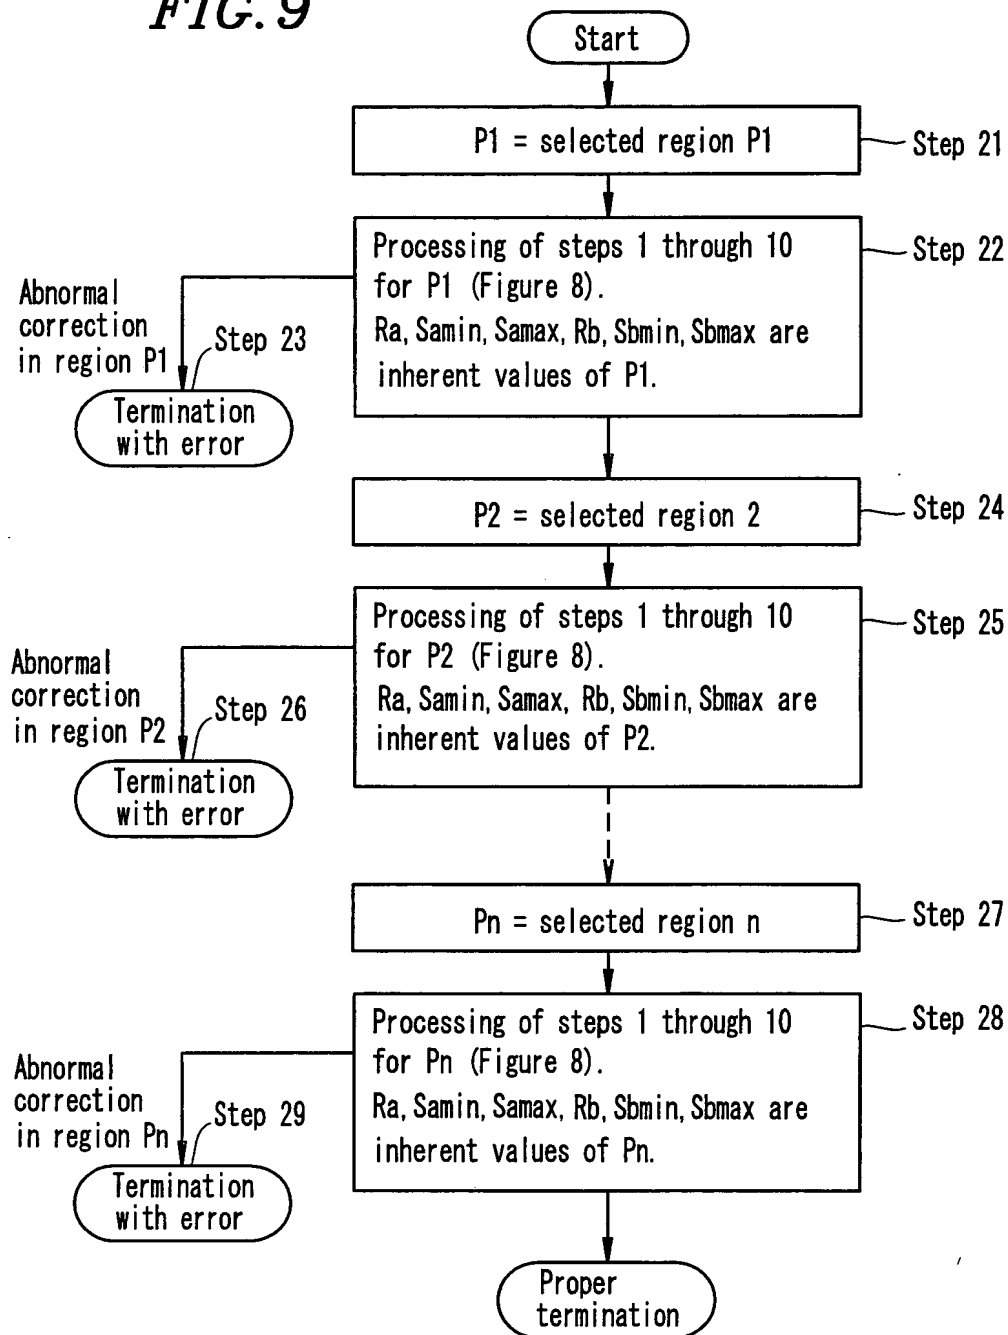 FIG. 9
Start
P1 = selected region P1
Step 21
Processing of steps 1 through 10
for P1 (Figure 8).
Ra, Samin, Samax, Rb, Sbmin, Sbmax are
inherent values of P1.
Step 22
Abnormal
correction
in region P1
Step 23
Termination
with error
P2 = selected region 2
Step 24
Processing of steps 1 through 10
for P2 (Figure 8).
Ra, Samin, Samax, Rb, Sbmin, Sbmax are
inherent values of P2.
Step 25
Abnormal
correction
in region P2
Step 26
Termination
with error
Pn = selected region n
Step 27
Processing of steps 1 through 10
for Pn (Figure 8).
Ra, Samin, Samax, Rb, Sbmin, Sbmax are
inherent values of Pn.
Step 28
Abnormal
correction
in region Pn
Step 29
Termination
with error
Proper
termination